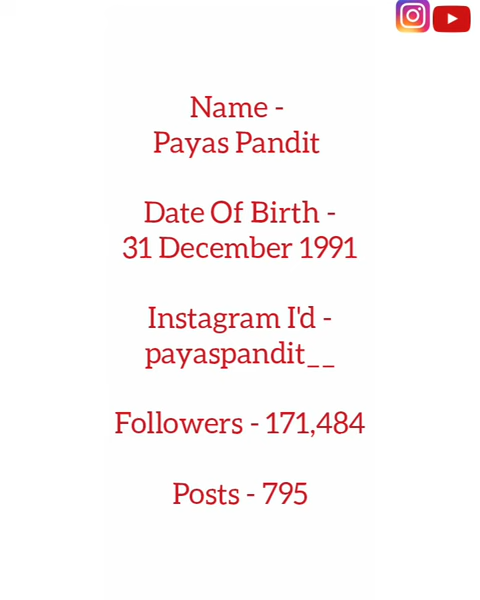 Name -
Payas Pandit
Date Of Birth -
31 December 1991
Instagram I'd -
payaspandit__
Followers - 171,484
Posts - 795